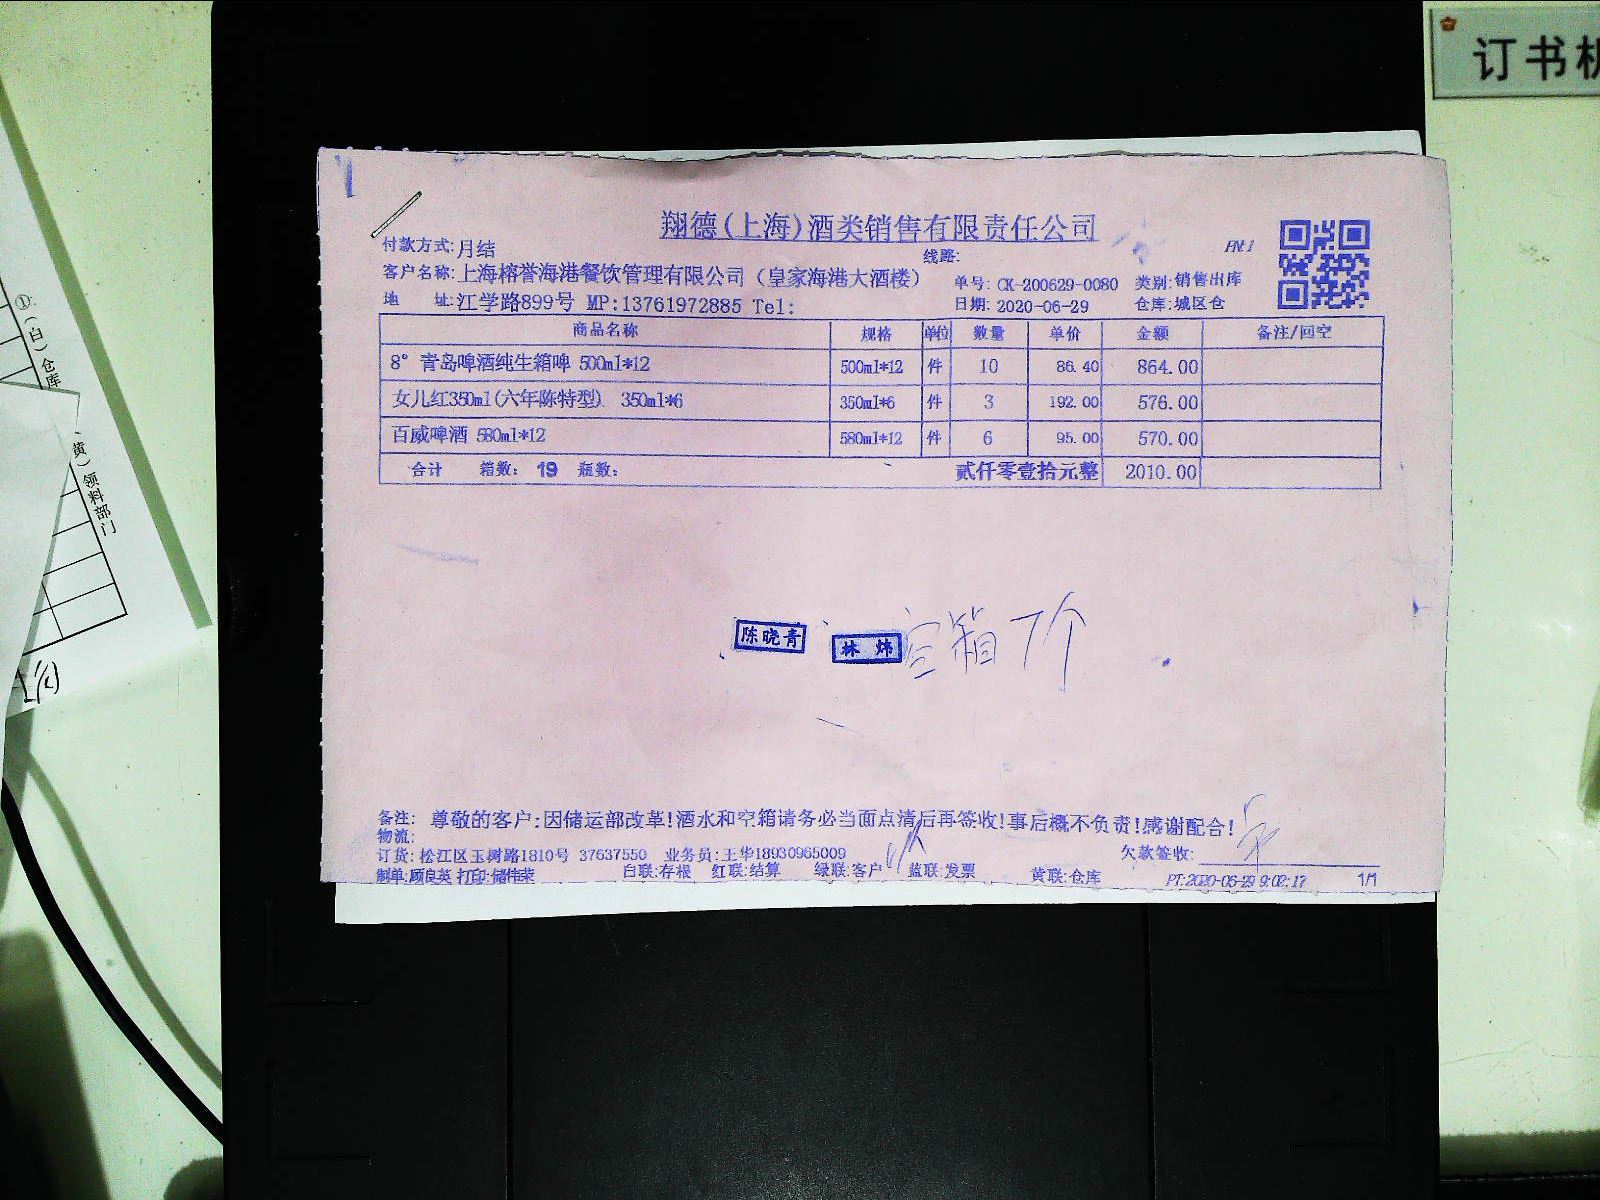 订书机
①(白)仓库
黄)领料部门
翔德(上海)酒类销售有限责任公司
付款方式:月结
线路:
PN:1
客户名称:上海榕誉海港餐饮管理有限公司(皇家海港大酒楼)
单号: CK-200629-0080 类别:销售出库
地 址:江学路899号 MP:13761972885 Tel:
日期: 2020-06-29 仓库:城区仓
商品名称 规格 单位 数量 单价 金额 备注/回空
8° 青岛啤酒纯生箱啤 500ml*12 500ml*12 件 10 86.40 864.00
女儿红350ml(六年陈特型) 350ml*6 350ml*6 件 3 192.00 576.00
百威啤酒 580ml*12 580ml*12 件 6 95.00 570.00
合计 箱数: 19 瓶数: 贰仟零壹拾元整 2010.00
陈晓青 林炜 空箱7个
备注: 尊敬的客户:因储运部改革!酒水和空箱请务必当面点清后再签收!事后概不负责!感谢配合!
物流:
订货: 松江区玉树路1810号 37637550 业务员:王华18930965009 欠款签收:
制单:顾良英 打印:储伟荣 白联:存根 红联:结算 绿联:客户 蓝联:发票 黄联:仓库 PT:2020-06-29 9:02:17 1/1